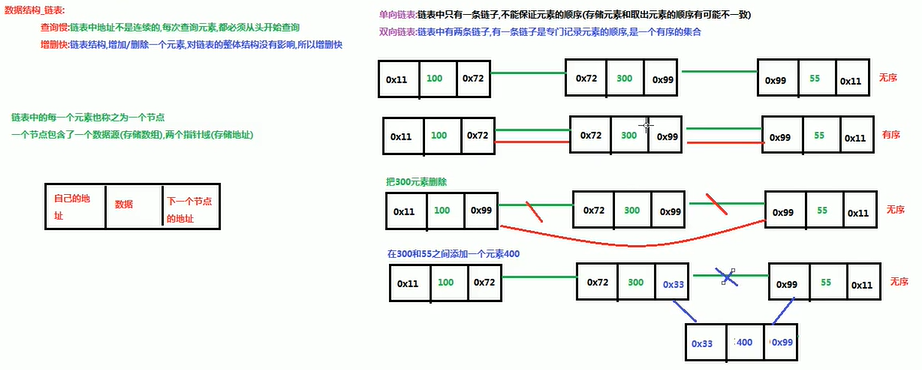 数据结构_链表:
查询慢:链表中地址不是连续的,每次查询元素,都必须从头开始查询
增删快:链表结构,增加/删除一个元素,对链表的整体结构没有影响,所以增删快
链表中的每一个元素也称之为一个节点
一个节点包含了一个数据源(存储数组),两个指针域(存储地址)
自己的地址 数据 下一个节点的地址
单向链表:链表中只有一条链子,不能保证元素的顺序(存储元素和取出元素的顺序有可能不一致)
双向链表:链表中有两条链子,有一条链子是专门记录元素的顺序,是一个有序的集合
0x11 100 0x72 0x72 300 0x99 0x99 55 0x11 无序
0x11 100 0x72 0x72 300 0x99 0x99 55 0x11 有序
把300元素删除
0x11 100 0x99 0x72 300 0x99 0x99 55 0x11 无序
在300和55之间添加一个元素400
0x11 100 0x72 0x72 300 0x33 0x99 55 0x11 无序
0x33 400 0x99